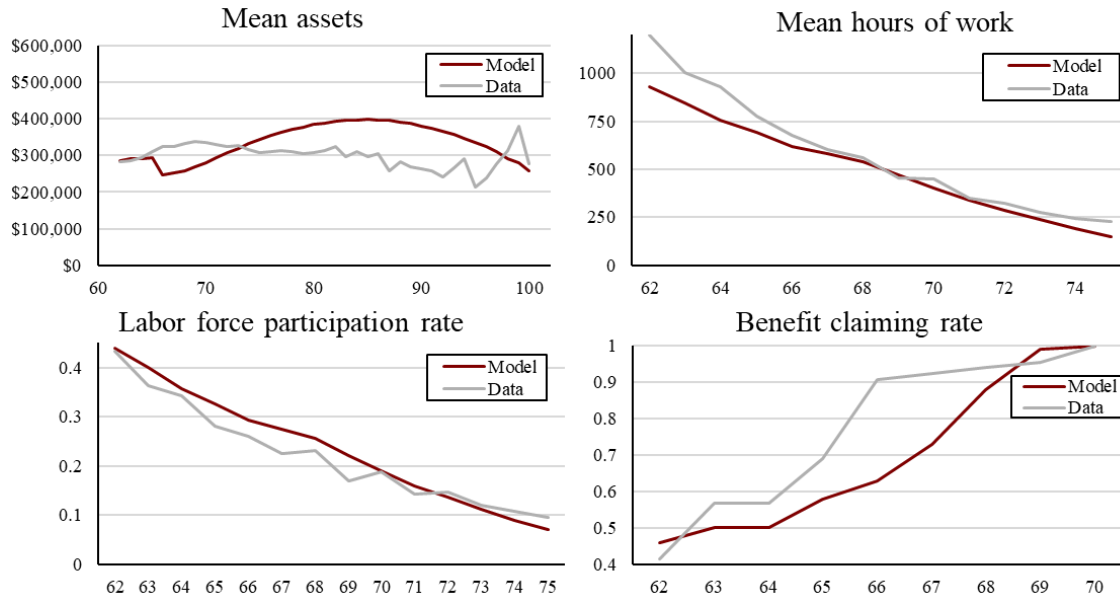 Mean assets
$600,000
$500,000
$400,000
$300,000
$200,000
$100,000
$0
60 70 80 90 100
Model
Data
Mean hours of work
1000
750
500
250
0
62 64 66 68 70 72 74
Model
Data
Labor force participation rate
0.4
0.3
0.2
0.1
0
62 63 64 65 66 67 68 69 70 71 72 73 74 75
Model
Data
Benefit claiming rate
1
0.9
0.8
0.7
0.6
0.5
0.4
62 63 64 65 66 67 68 69 70
Model
Data